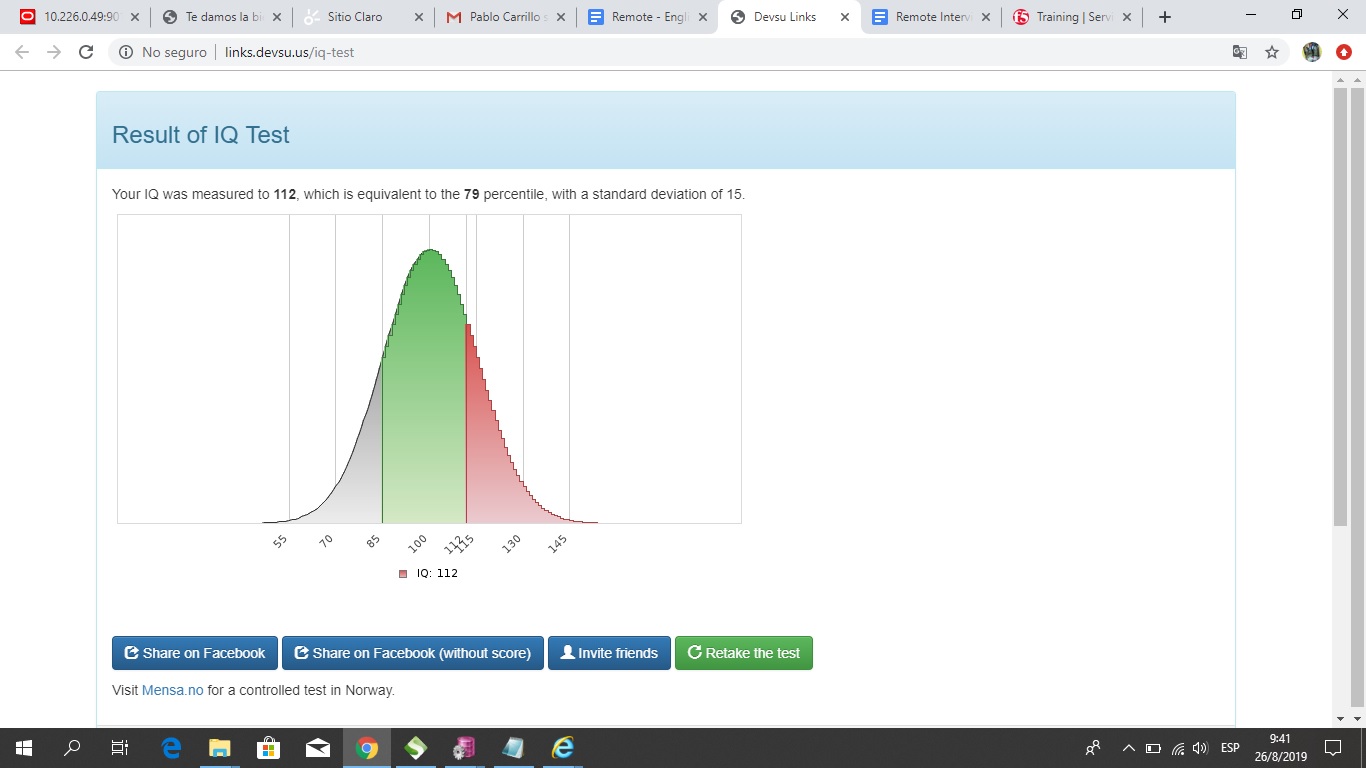 10.226.0.49:90
Te damos la bi
Sitio Claro
Pablo Carrillo s
Remote - Engli
Devsu Links
Remote Interv
Training | Servi
No seguro
links.devsu.us/iq-test
Result of IQ Test
Your IQ was measured to 112, which is equivalent to the 79 percentile, with a standard deviation of 15.
55
70
85
100
112
115
130
145
IQ: 112
Share on Facebook
Share on Facebook (without score)
Invite friends
Retake the test
Visit Mensa.no for a controlled test in Norway.
ESP
9:41
26/8/2019